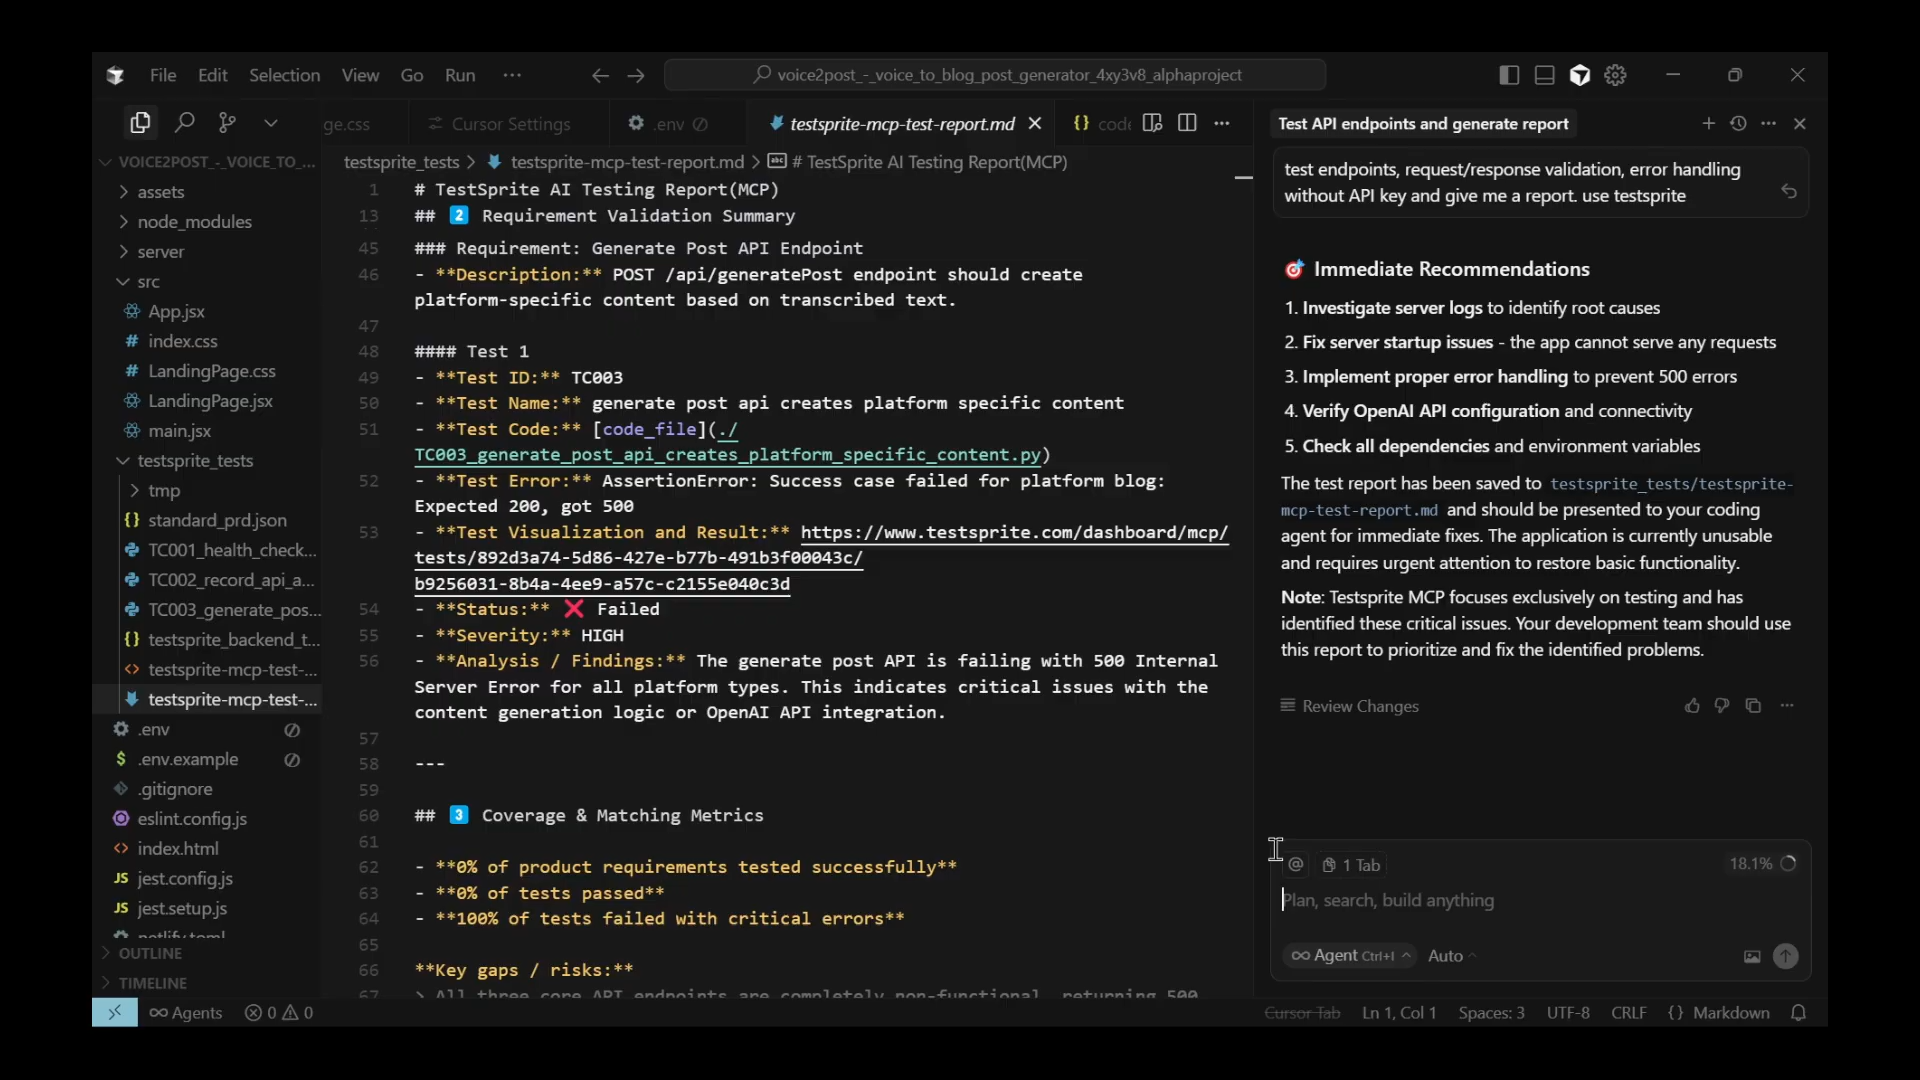 File Edit Selection View Go Run ···
voice2post_-_voice_to_blog_post_generator_4xy3v8_alphaproject
ge.css
Cursor Settings
.env
testsprite-mcp-test-report.md
{} code
VOICE2POST_-_VOICE_TO_...
assets
node_modules
server
src
App.jsx
# index.css
# LandingPage.css
LandingPage.jsx
main.jsx
testsprite_tests
tmp
{} standard_prd.json
TC001_health_check...
TC002_record_api_a...
TC003_generate_pos...
{} testsprite_backend_t...
<> testsprite-mcp-test-...
testsprite-mcp-test-...
.env
$ .env.example
.gitignore
eslint.config.js
<> index.html
JS jest.config.js
JS jest.setup.js
netlify.toml
OUTLINE
TIMELINE
testsprite_tests > testsprite-mcp-test-report.md > abc # TestSprite AI Testing Report(MCP)
1 # TestSprite AI Testing Report(MCP)
13 ## 2️⃣ Requirement Validation Summary
45 ### Requirement: Generate Post API Endpoint
46 - **Description:** POST /api/generatePost endpoint should create
platform-specific content based on transcribed text.
47
48 #### Test 1
49 - **Test ID:** TC003
50 - **Test Name:** generate post api creates platform specific content
51 - **Test Code:** [code_file](./
TC003_generate_post_api_creates_platform_specific_content.py)
52 - **Test Error:** AssertionError: Success case failed for platform blog:
Expected 200, got 500
53 - **Test Visualization and Result:** https://www.testsprite.com/dashboard/mcp/
tests/892d3a74-5d86-427e-b77b-491b3f00043c/
b9256031-8b4a-4ee9-a57c-c2155e040c3d
54 - **Status:** ❌ Failed
55 - **Severity:** HIGH
56 - **Analysis / Findings:** The generate post API is failing with 500 Internal
Server Error for all platform types. This indicates critical issues with the
content generation logic or OpenAI API integration.
57
58 ---
59
60 ## 3️⃣ Coverage & Matching Metrics
61
62 - **0% of product requirements tested successfully**
63 - **0% of tests passed**
64 - **100% of tests failed with critical errors**
65
66 **Key gaps / risks:**
67 > All three core API endpoints are completely non-functional, returning 500
Test API endpoints and generate report
test endpoints, request/response validation, error handling
without API key and give me a report. use testsprite
🎯 Immediate Recommendations
1. Investigate server logs to identify root causes
2. Fix server startup issues - the app cannot serve any requests
3. Implement proper error handling to prevent 500 errors
4. Verify OpenAI API configuration and connectivity
5. Check all dependencies and environment variables
The test report has been saved to testsprite_tests/testsprite-
mcp-test-report.md and should be presented to your coding
agent for immediate fixes. The application is currently unusable
and requires urgent attention to restore basic functionality.
Note: Testsprite MCP focuses exclusively on testing and has
identified these critical issues. Your development team should use
this report to prioritize and fix the identified problems.
Review Changes
@ 1 Tab 18.1%
Plan, search, build anything
∞ Agent Ctrl+I Auto
∞ Agents 0 0
Cursor Tab Ln 1, Col 1 Spaces: 3 UTF-8 CRLF {} Markdown